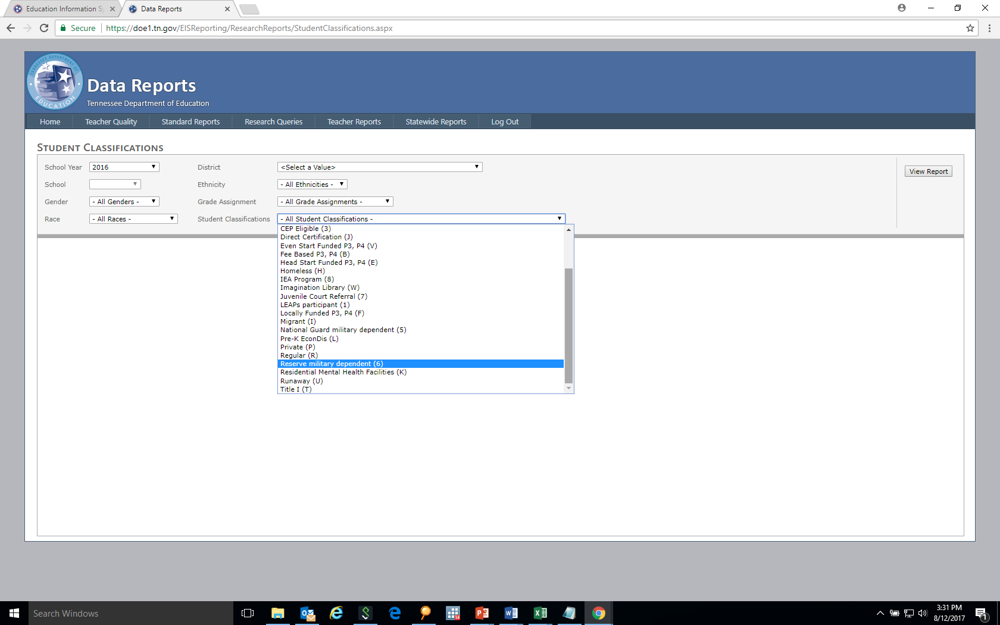 Education Information Sy
Data Reports
Secure
https://doe1.tn.gov/EISReporting/ResearchReports/StudentClassifications.aspx
TENNESSEE DEPARTMENT OF
EDUCATION
Data Reports
Tennessee Department of Education
Home Teacher Quality Standard Reports Research Queries Teacher Reports Statewide Reports Log Out
STUDENT CLASSIFICATIONS
School Year 2016 District <Select a Value> View Report
School Ethnicity - All Ethnicities -
Gender - All Genders - Grade Assignment - All Grade Assignments -
Race - All Races - Student Classifications - All Student Classifications -
CEP Eligible (3)
Direct Certification (J)
Even Start Funded P3, P4 (V)
Fee Based P3, P4 (B)
Head Start Funded P3, P4 (E)
Homeless (H)
IEA Program (8)
Imagination Library (W)
Juvenile Court Referral (7)
LEAPs participant (1)
Locally Funded P3, P4 (F)
Migrant (I)
National Guard military dependent (5)
Pre-K EconDis (L)
Private (P)
Regular (R)
Reserve military dependent (6)
Residential Mental Health Facilities (K)
Runaway (U)
Title I (T)
Search Windows
14
3:31 PM
8/12/2017
1